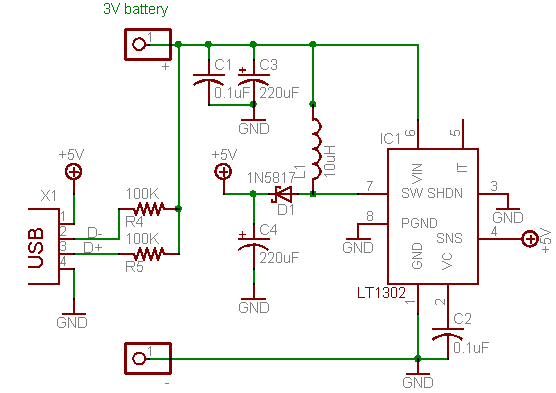 3V battery
1
+
C1
0.1uF
C3
+
220uF
GND
IC1
6
5
VIN
IT
L1
10uH
+5V
+5V
1N5817
D1
7
SW
SHDN
3
GND
X1
USB
1
2
3
4
D-
D+
100K
R4
100K
R5
8
PGND
GND
SNS
4
+5V
C4
+
220uF
GND
GND
VC
LT1302
1
2
GND
C2
0.1uF
1
-
GND